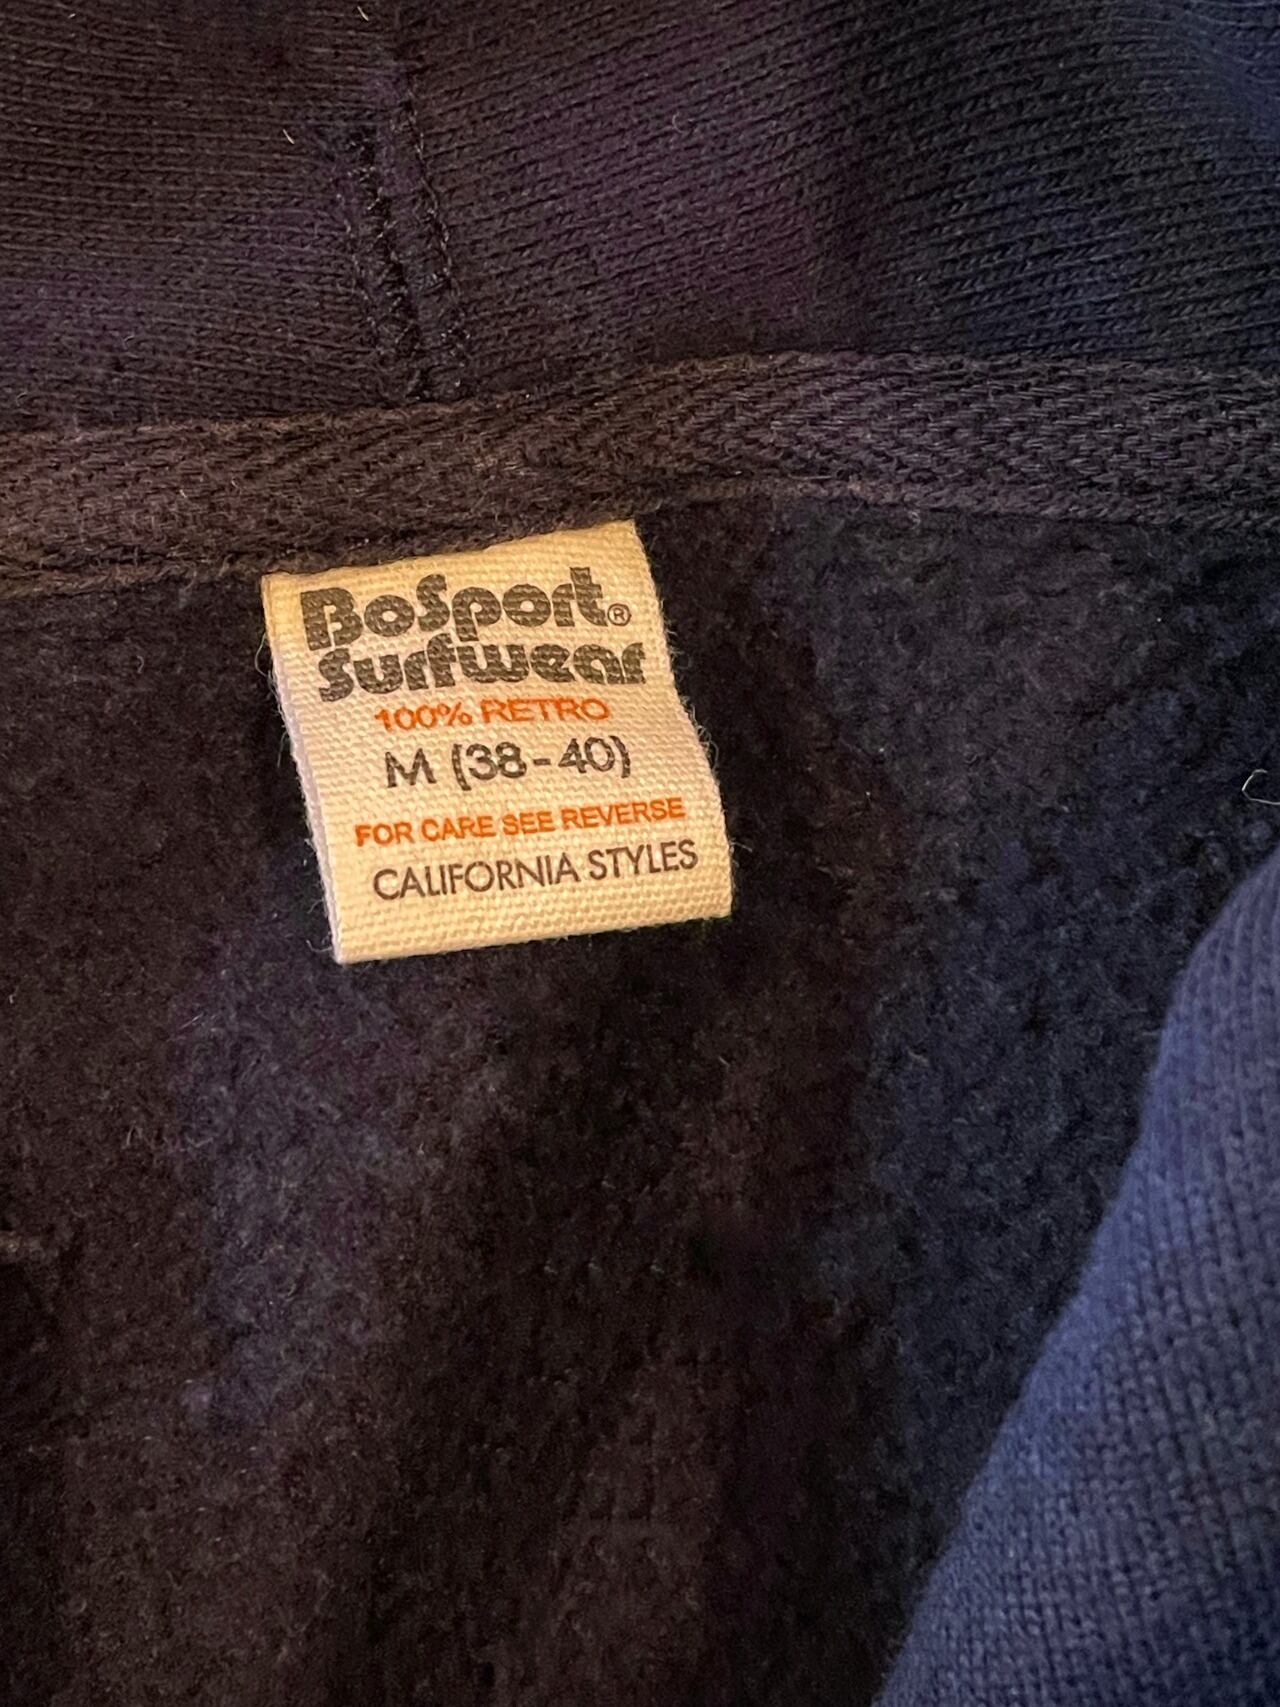 BoSport®
Surfwear
100% RETRO
M (38-40)
FOR CARE SEE REVERSE
CALIFORNIA STYLES